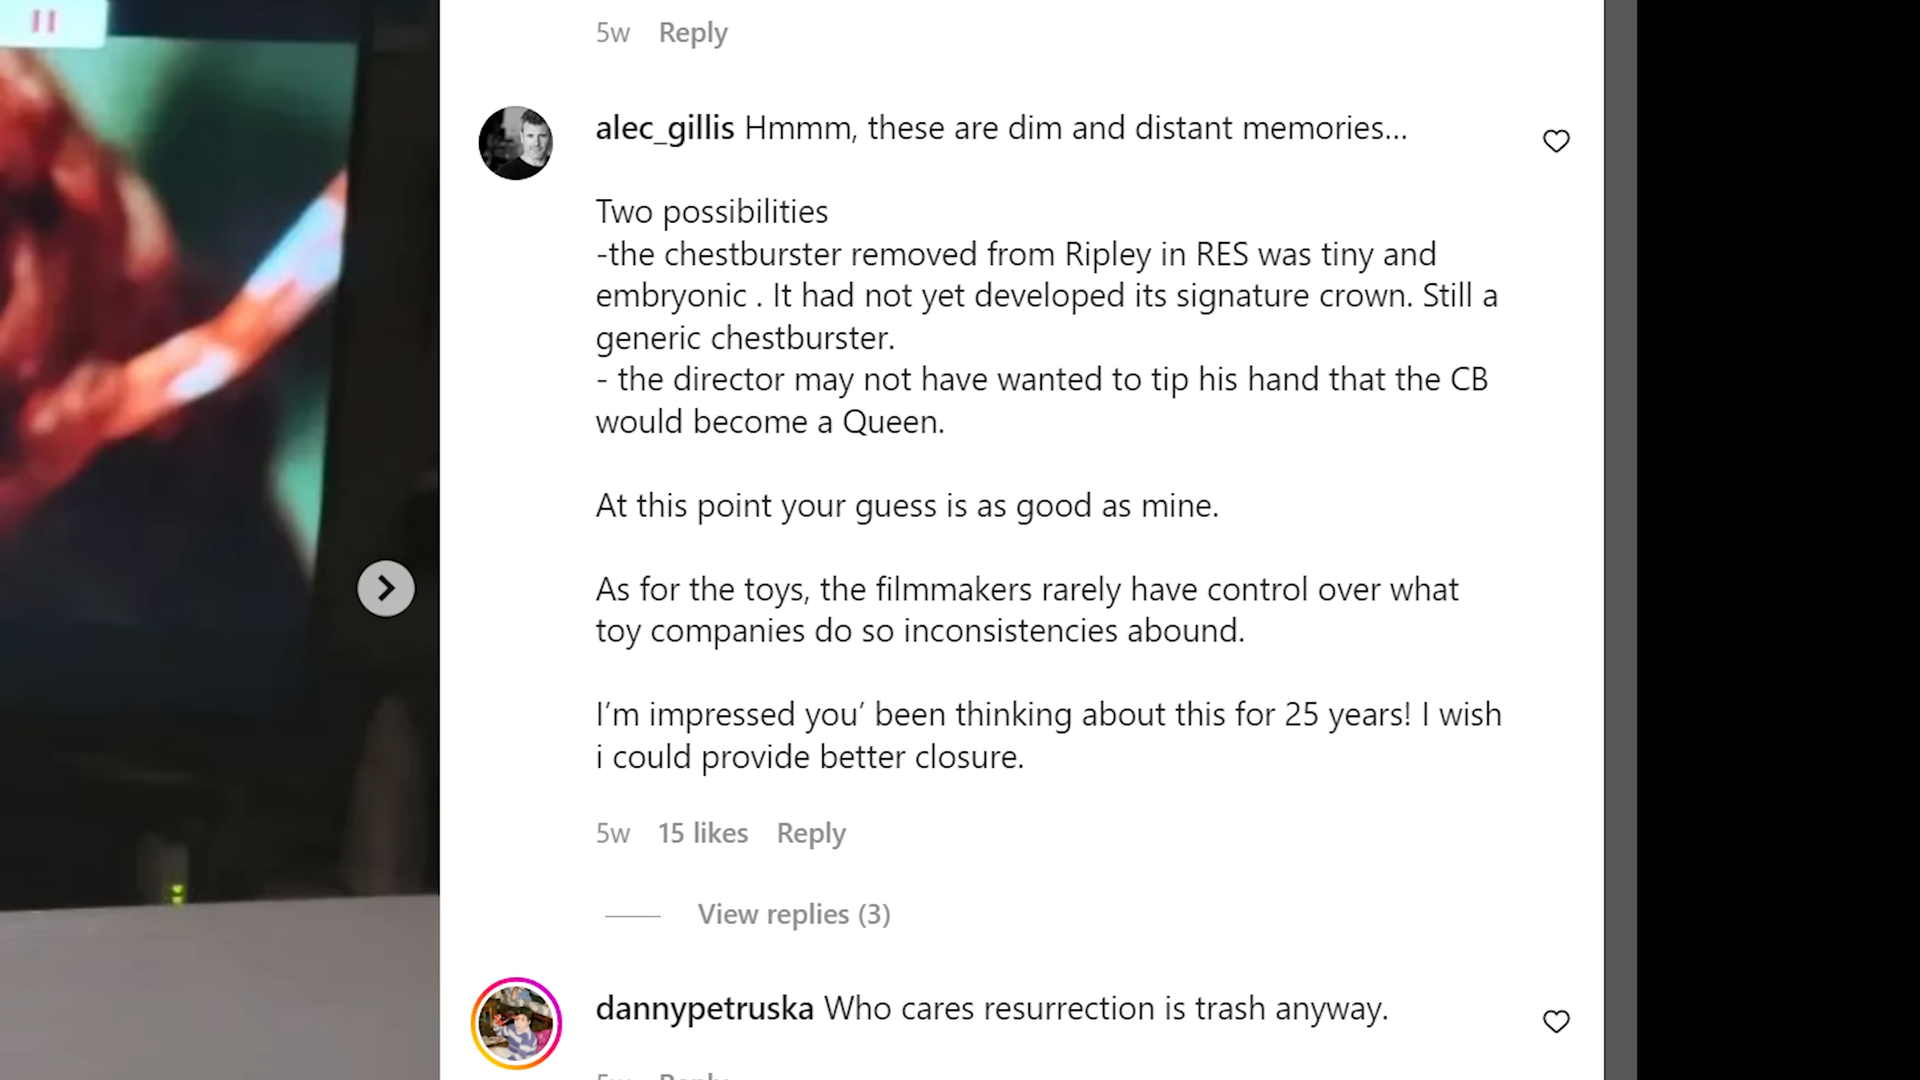 5w Reply
alec_gillis Hmmm, these are dim and distant memories...
Two possibilities
-the chestburster removed from Ripley in RES was tiny and
embryonic . It had not yet developed its signature crown. Still a
generic chestburster.
- the director may not have wanted to tip his hand that the CB
would become a Queen.
At this point your guess is as good as mine.
As for the toys, the filmmakers rarely have control over what
toy companies do so inconsistencies abound.
I’m impressed you’ been thinking about this for 25 years! I wish
i could provide better closure.
5w 15 likes Reply
View replies (3)
dannypetruska Who cares resurrection is trash anyway.
5w Reply